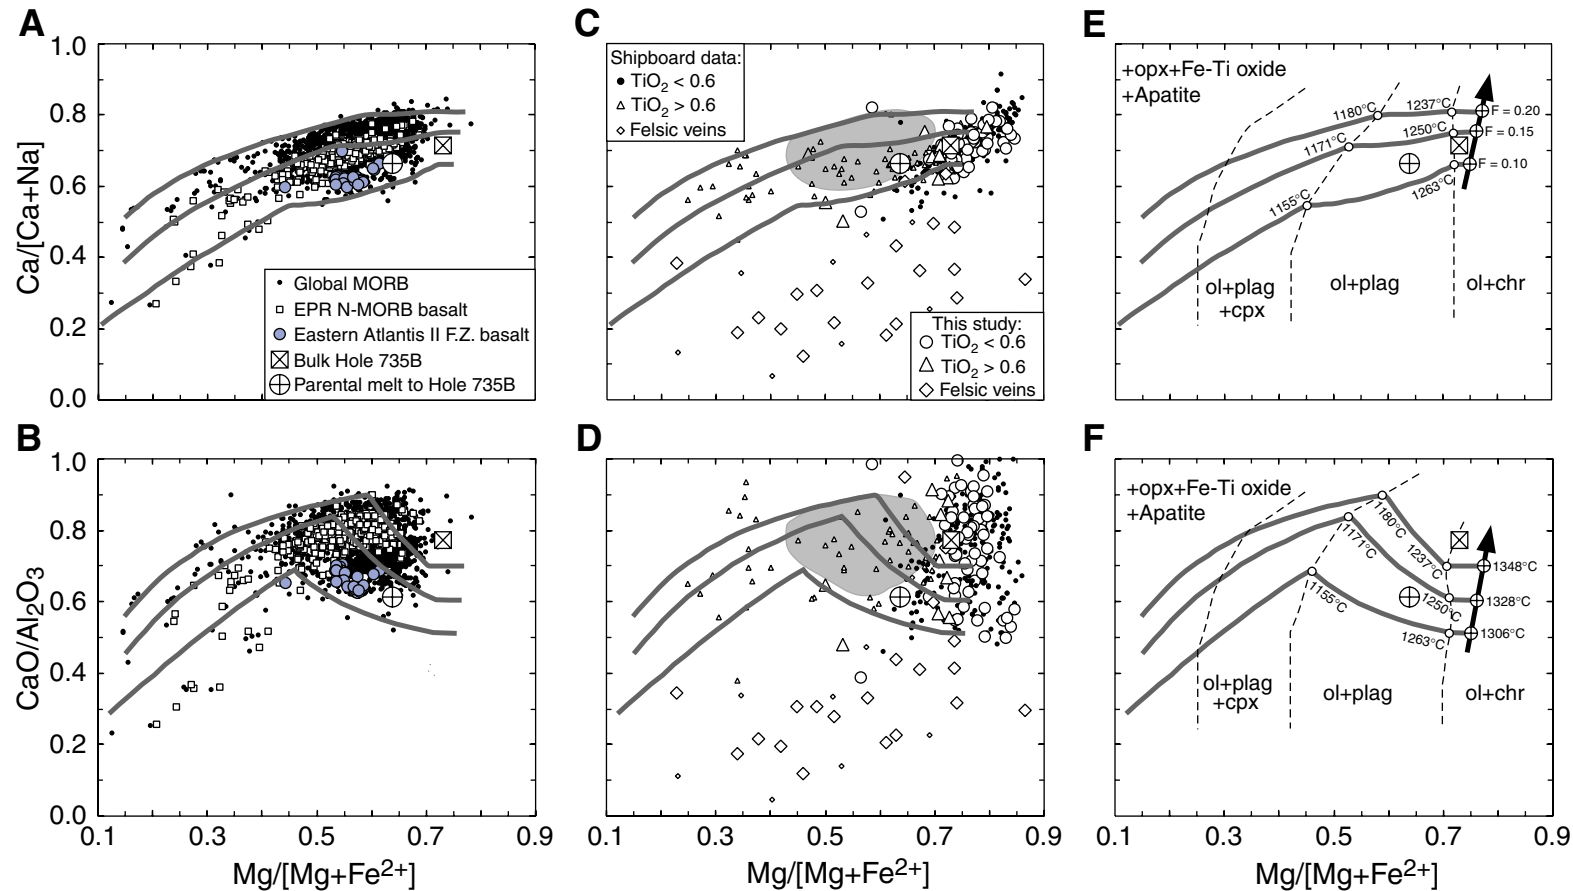 A
1.0
0.8
0.6
0.4
0.2
0.0
Ca/[Ca+Na]
Global MORB
EPR N-MORB basalt
Eastern Atlantis II F.Z. basalt
Bulk Hole 735B
Parental melt to Hole 735B
C
Shipboard data:
TiO2 < 0.6
TiO2 > 0.6
Felsic veins
This study:
TiO2 < 0.6
TiO2 > 0.6
Felsic veins
E
+opx+Fe-Ti oxide
+Apatite
1180°C
1237°C
F = 0.20
1171°C
1250°C
F = 0.15
1155°C
1263°C
F = 0.10
ol+plag
+cpx
ol+plag
ol+chr
B
1.0
0.8
0.6
0.4
0.2
0.0
CaO/Al2O3
0.1
0.3
0.5
0.7
0.9
Mg/[Mg+Fe2+]
D
0.1
0.3
0.5
0.7
0.9
Mg/[Mg+Fe2+]
F
+opx+Fe-Ti oxide
+Apatite
1180°C
1237°C
1348°C
1171°C
1250°C
1328°C
1155°C
1263°C
1306°C
ol+plag
+cpx
ol+plag
ol+chr
0.1
0.3
0.5
0.7
0.9
Mg/[Mg+Fe2+]